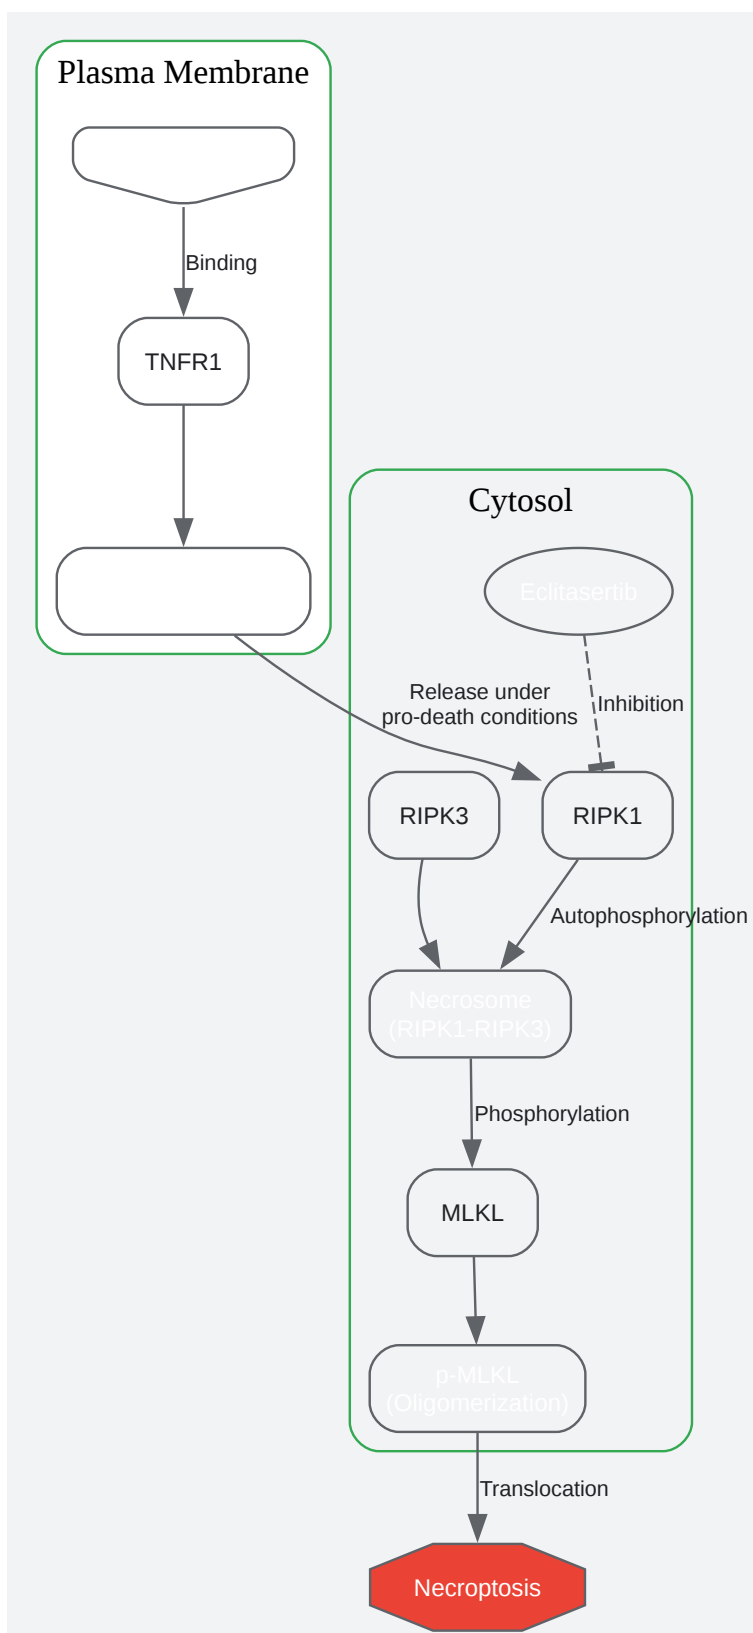 Plasma Membrane
Binding
TNFR1
Cytosol
Eclitasertib
Release under
pro-death conditions
Inhibition
RIPK3
RIPK1
Autophosphorylation
Necrosome
(RIPK1-RIPK3)
Phosphorylation
MLKL
p-MLKL
(Oligomerization)
Translocation
Necroptosis